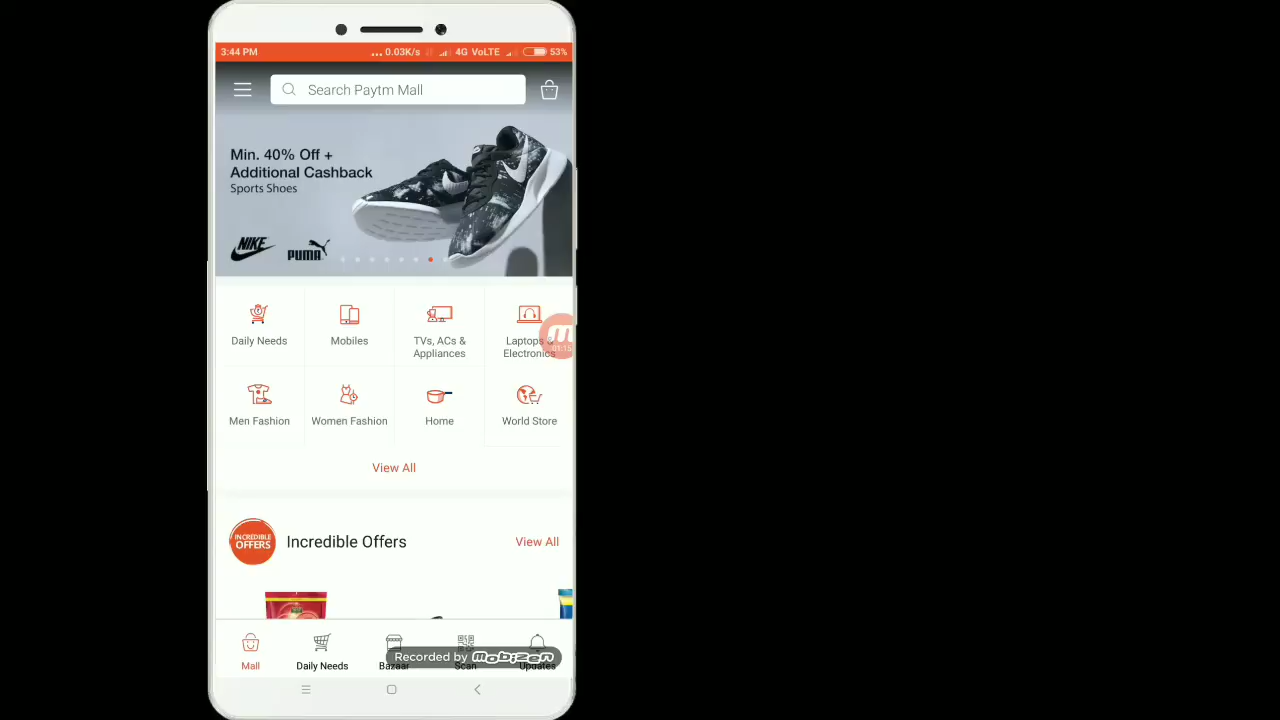 3:44 PM
... 0.03K/s 4G VoLTE 53%
Search Paytm Mall
Min. 40% Off +
Additional Cashback
Sports Shoes
NIKE PUMA
Daily Needs
Mobiles
TVs, ACs &
Appliances
Laptops &
Electronics
01:15
Men Fashion
Women Fashion
Home
World Store
View All
INCREDIBLE
OFFERS
Incredible Offers
View All
Mall
Daily Needs
Bazaar
Scan
Updates
Recorded by mobizen